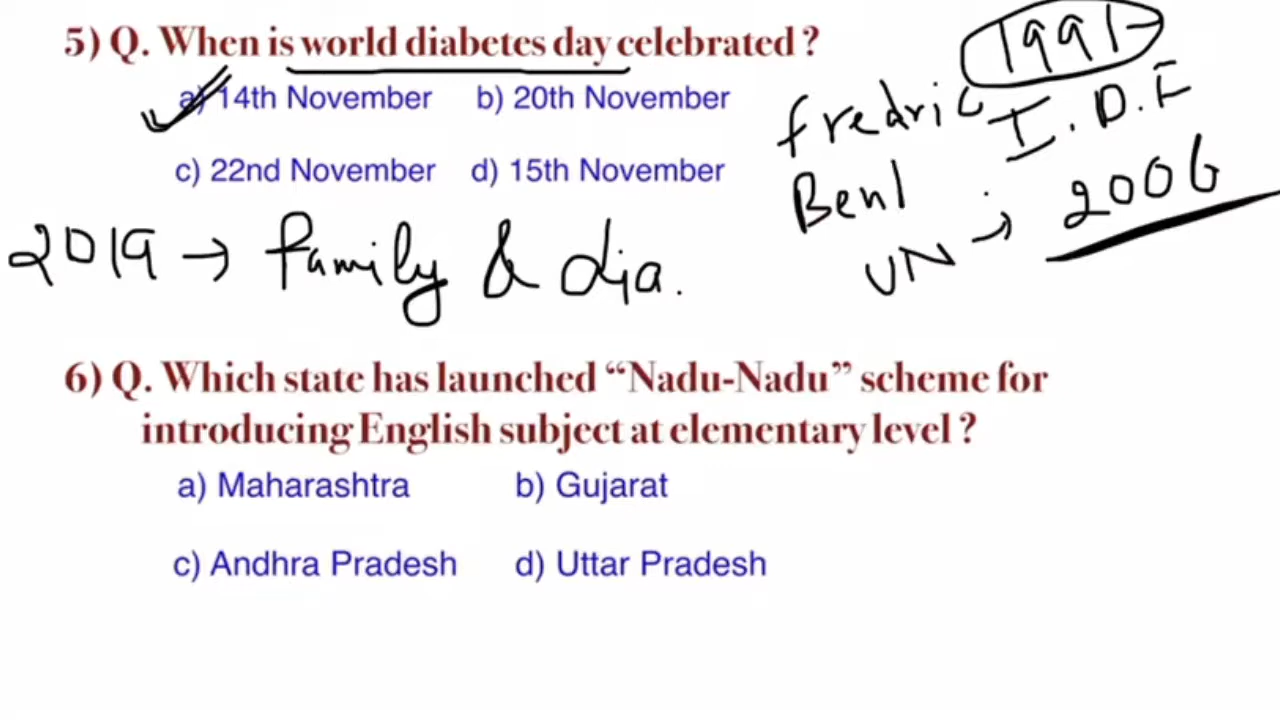 5) Q. When is world diabetes day celebrated ?
a) 14th November b) 20th November
c) 22nd November d) 15th November
1991
Fredric I.D.F
Ben
UN → 2006
2019 → family & dia.
6) Q. Which state has launched “Nadu-Nadu” scheme for
introducing English subject at elementary level ?
a) Maharashtra b) Gujarat
c) Andhra Pradesh d) Uttar Pradesh